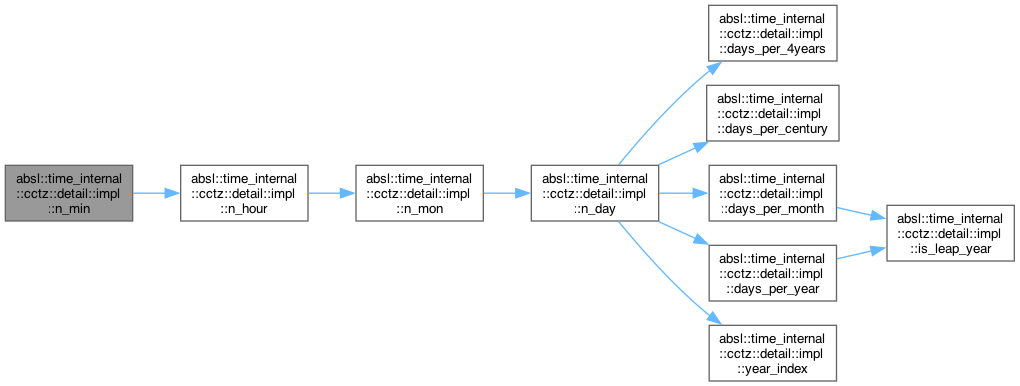 absl::time_internal
::cctz::detail::impl
::n_min
absl::time_internal
::cctz::detail::impl
::n_hour
absl::time_internal
::cctz::detail::impl
::n_mon
absl::time_internal
::cctz::detail::impl
::n_day
absl::time_internal
::cctz::detail::impl
::days_per_4years
absl::time_internal
::cctz::detail::impl
::days_per_century
absl::time_internal
::cctz::detail::impl
::days_per_month
absl::time_internal
::cctz::detail::impl
::days_per_year
absl::time_internal
::cctz::detail::impl
::year_index
absl::time_internal
::cctz::detail::impl
::is_leap_year